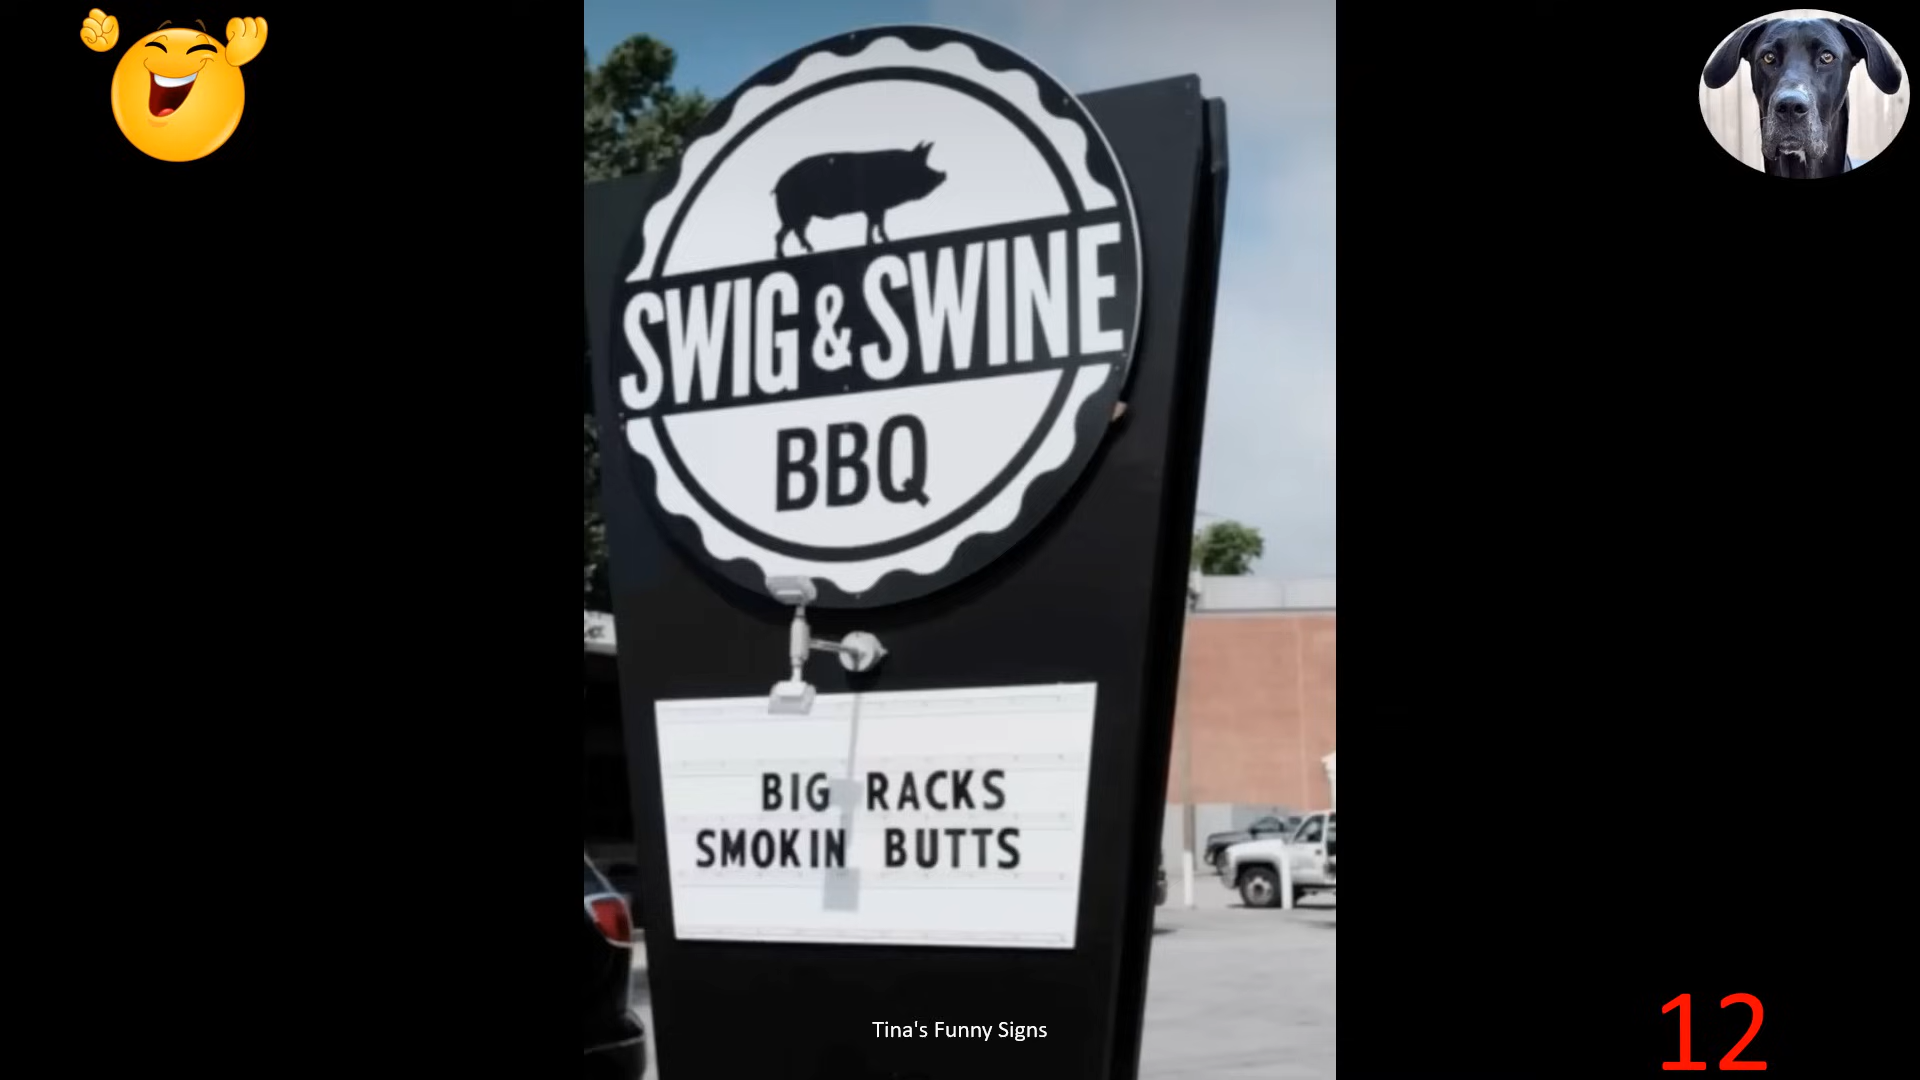 SWIG & SWINE
BBQ
BIG RACKS
SMOKIN BUTTS
Tina's Funny Signs
12